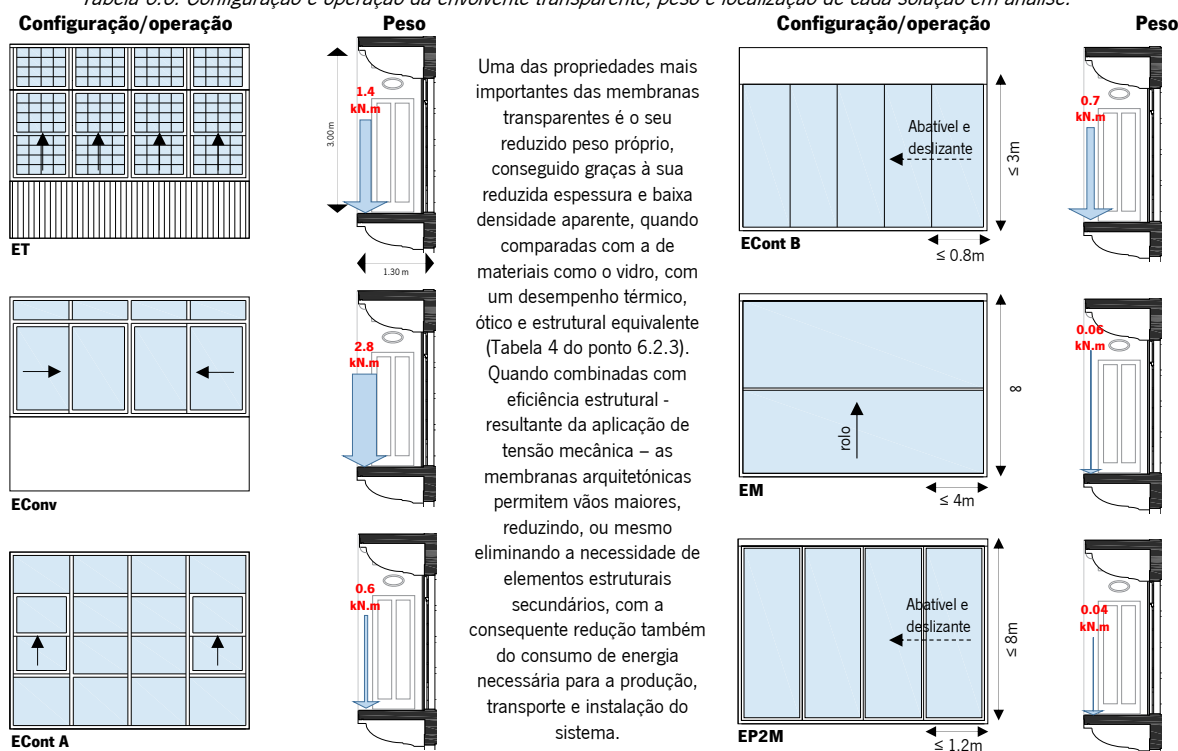 Tabela 6.6: Configuração e operação da envolvente transparente, peso e localização de cada solução em análise.
Configuração/operação
Peso
3.00 m
1.4
kN.m
1.30 m
ET
2.8
kN.m
EConv
0.6
kN.m
ECont A
Uma das propriedades mais
importantes das membranas
transparentes é o seu
reduzido peso próprio,
conseguido graças à sua
reduzida espessura e baixa
densidade aparente, quando
comparadas com a de
materiais como o vidro, com
um desempenho térmico,
ótico e estrutural equivalente
(Tabela 4 do ponto 6.2.3).
Quando combinadas com
eficiência estrutural -
resultante da aplicação de
tensão mecânica – as
membranas arquitetónicas
permitem vãos maiores,
reduzindo, ou mesmo
eliminando a necessidade de
elementos estruturais
secundários, com a
consequente redução também
do consumo de energia
necessária para a produção,
transporte e instalação do
sistema.
Configuração/operação
Peso
Abatível e
deslizante
≤ 3m
≤ 0.8m
ECont B
0.7
kN.m
rolo
∞
≤ 4m
EM
0.06
kN.m
Abatível e
deslizante
≤ 8m
≤ 1.2m
EP2M
0.04
kN.m